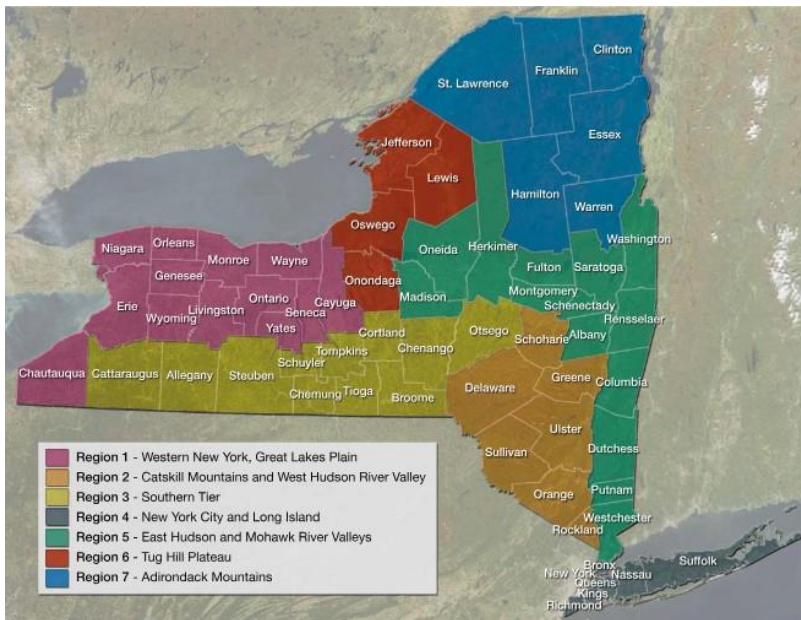 Clinton
Franklin
St. Lawrence
Essex
Jefferson
Lewis
Hamilton
Warren
Oswego
Washington
Oneida
Herkimer
Niagara
Orleans
Monroe
Wayne
Fulton
Saratoga
Genesee
Onondaga
Madison
Montgomery
Erie
Ontario
Cayuga
Seneca
Schenectady
Wyoming
Livingston
Rensselaer
Yates
Cortland
Otsego
Albany
Schoharie
Tompkins
Chenango
Schuyler
Chautauqua
Cattaraugus
Allegany
Steuben
Greene
Columbia
Delaware
Chemung
Tioga
Broome
Ulster
Sullivan
Dutchess
Orange
Putnam
Westchester
Rockland
Bronx
New York
Suffolk
Nassau
Queens
Kings
Richmond
Region 1 - Western New York, Great Lakes Plain
Region 2 - Catskill Mountains and West Hudson River Valley
Region 3 - Southern Tier
Region 4 - New York City and Long Island
Region 5 - East Hudson and Mohawk River Valleys
Region 6 - Tug Hill Plateau
Region 7 - Adirondack Mountains